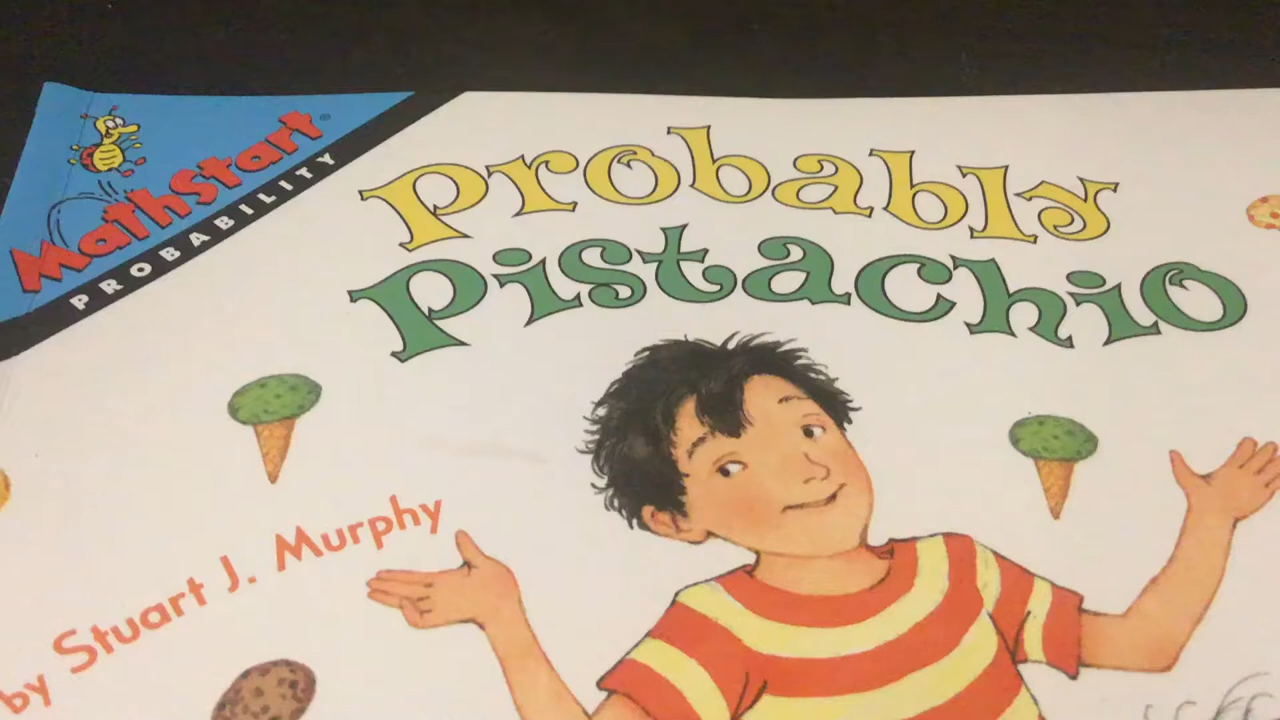 MathStart®
PROBABILITY
Probably
Pistachio
by Stuart J. Murphy